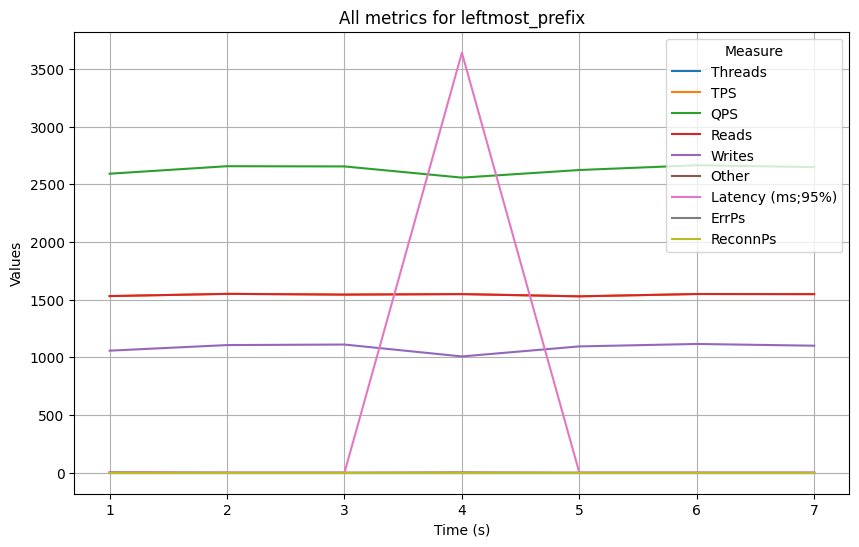 All metrics for leftmost_prefix
Measure
Threads
TPS
QPS
Reads
Writes
Other
Latency (ms;95%)
ErrPs
ReconnPs
Values
3500
3000
2500
2000
1500
1000
500
0
1 2 3 4 5 6 7
Time (s)